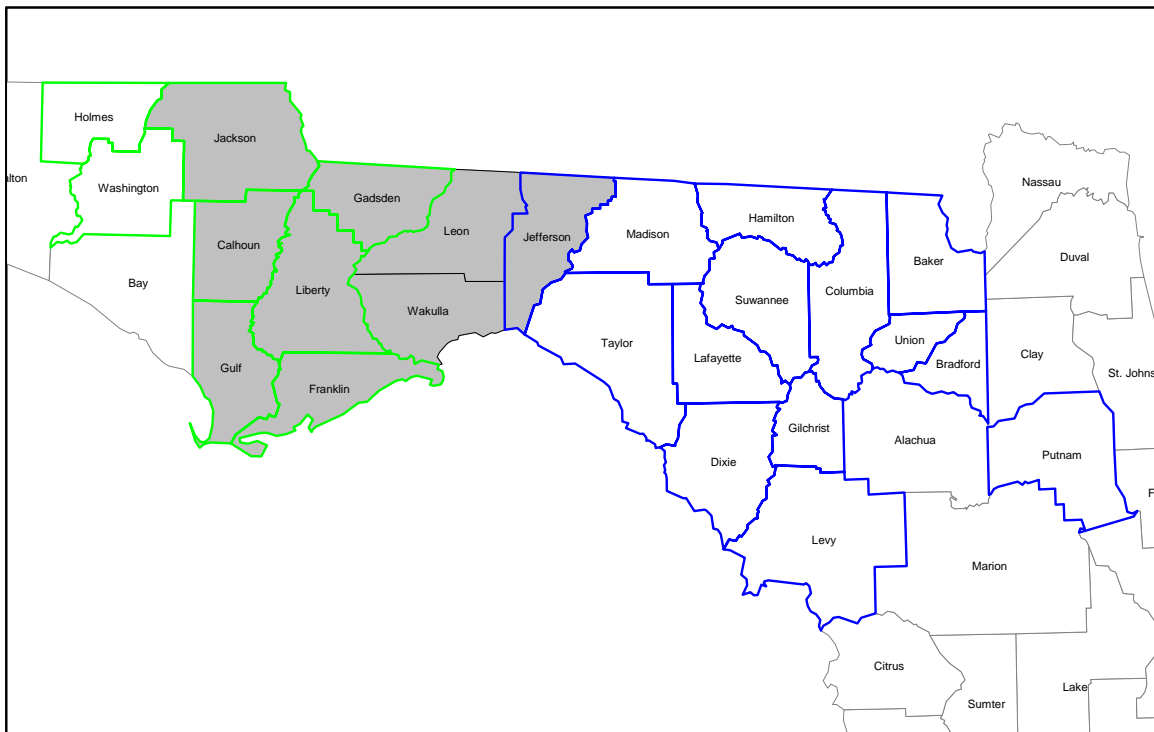 Holmes
Jackson
alton
Washington
Nassau
Gadsden
Hamilton
Leon
Madison
Jefferson
Calhoun
Baker
Duval
Bay
Liberty
Columbia
Suwannee
Wakulla
Union
Taylor
Lafayette
Clay
Bradford
Gulf
St. Johns
Franklin
Gilchrist
Alachua
Putnam
Dixie
F
Levy
Marion
Citrus
Lake
Sumter